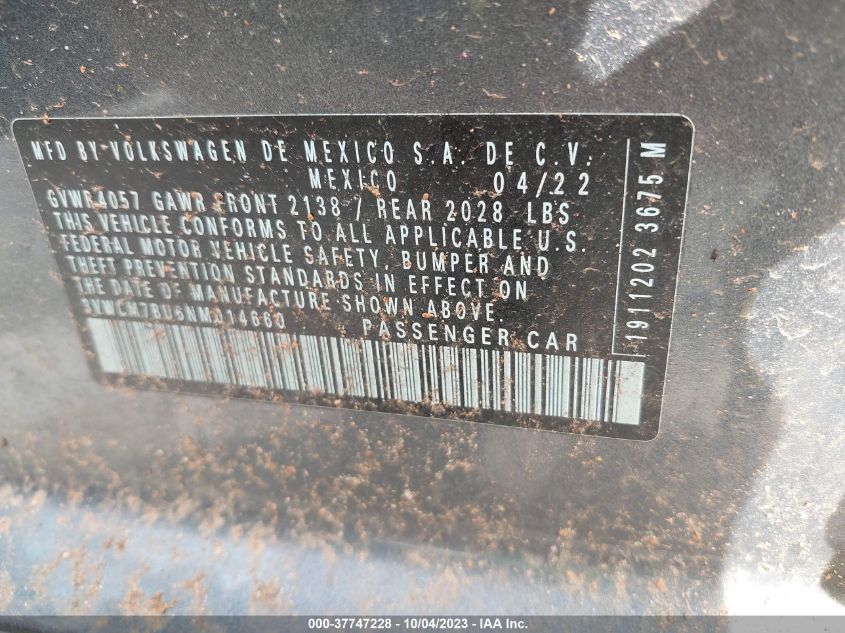 MFD BY VOLKSWAGEN DE MEXICO S.A. DE C.V.
MEXICO 04/22
GVWR 4057 GAWR FRONT 2138 / REAR 2028 LBS
THIS VEHICLE CONFORMS TO ALL APPLICABLE U.S.
FEDERAL MOTOR VEHICLE SAFETY, BUMPER AND
THEFT PREVENTION STANDARDS IN EFFECT ON
THE DATE OF MANUFACTURE SHOWN ABOVE.
3VWCM7BU6NM014660 PASSENGER CAR
1911202 3675 M
000-37747228 - 10/04/2023 - IAA Inc.